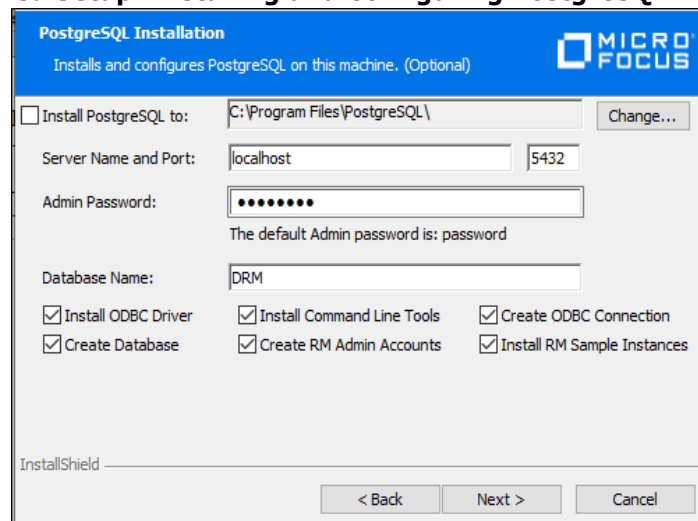 PostgreSQL Installation
Installs and configures PostgreSQL on this machine. (Optional)
MICRO
FOCUS
Install PostgreSQL to:
C:\Program Files\PostgreSQL\
Change...
Server Name and Port:
localhost
5432
Admin Password:
●●●●●●●●
The default Admin password is: password
Database Name:
DRM
Install ODBC Driver
Install Command Line Tools
Create ODBC Connection
Create Database
Create RM Admin Accounts
Install RM Sample Instances
InstallShield
< Back
Next >
Cancel